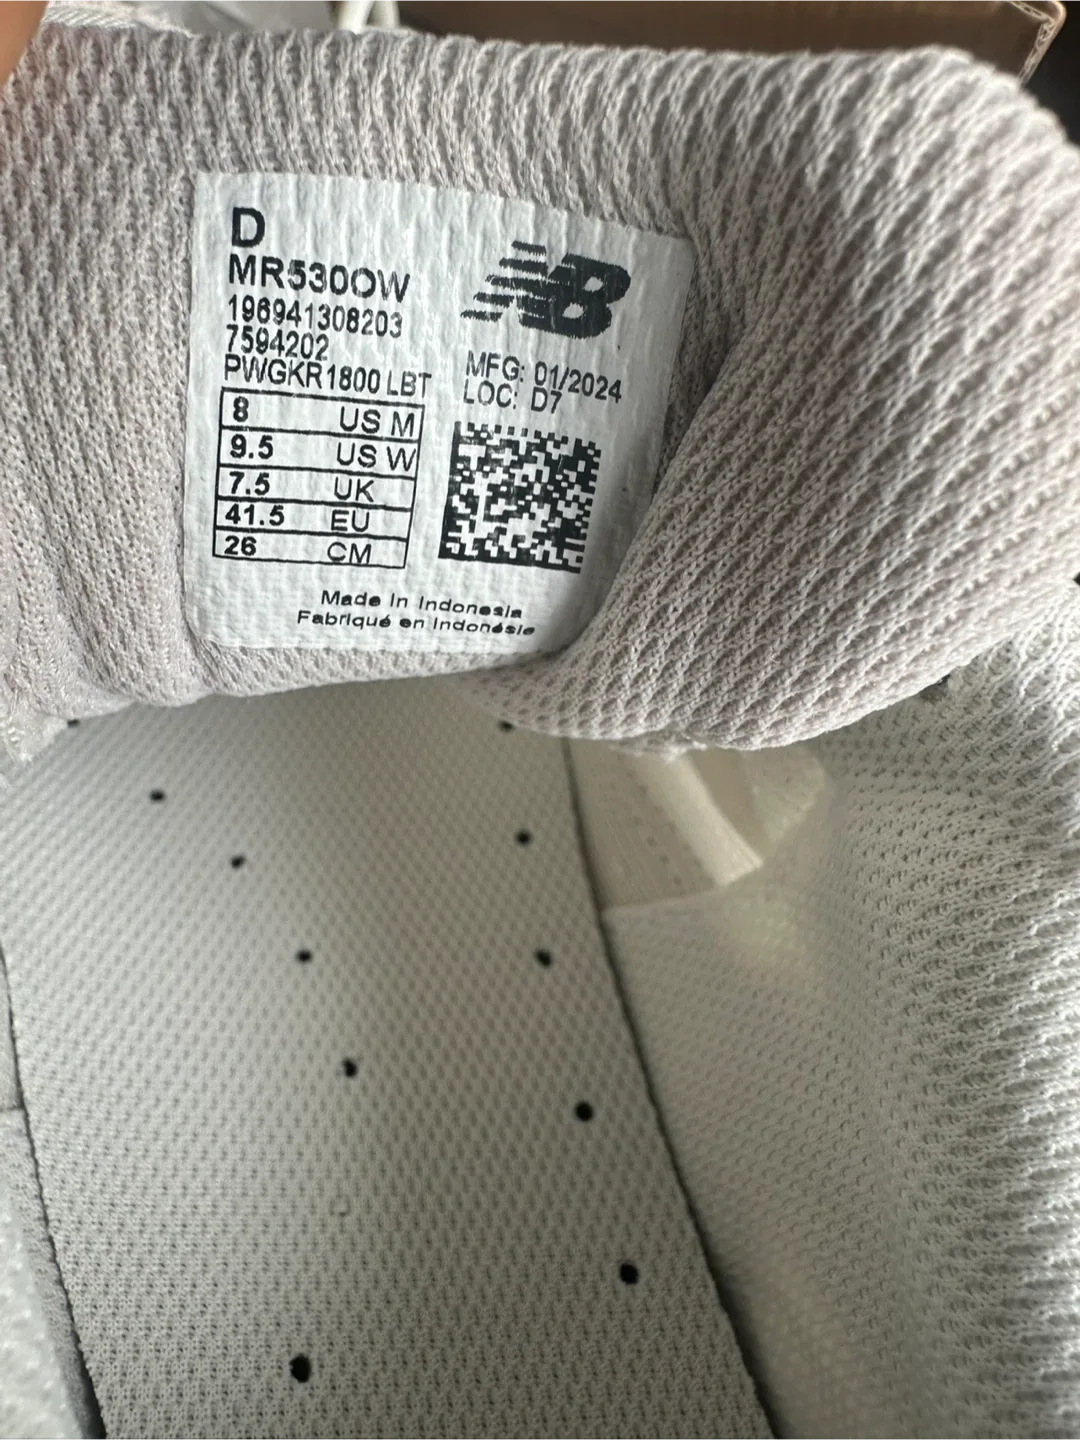 D
MR530OW
196941308203
7594202
PWGKR1800 LBT
NB
MFG: 01/2024
LOC: D7
8 US M
9.5 US W
7.5 UK
41.5 EU
26 CM
Made In Indonesia
Fabriqué en Indonésie